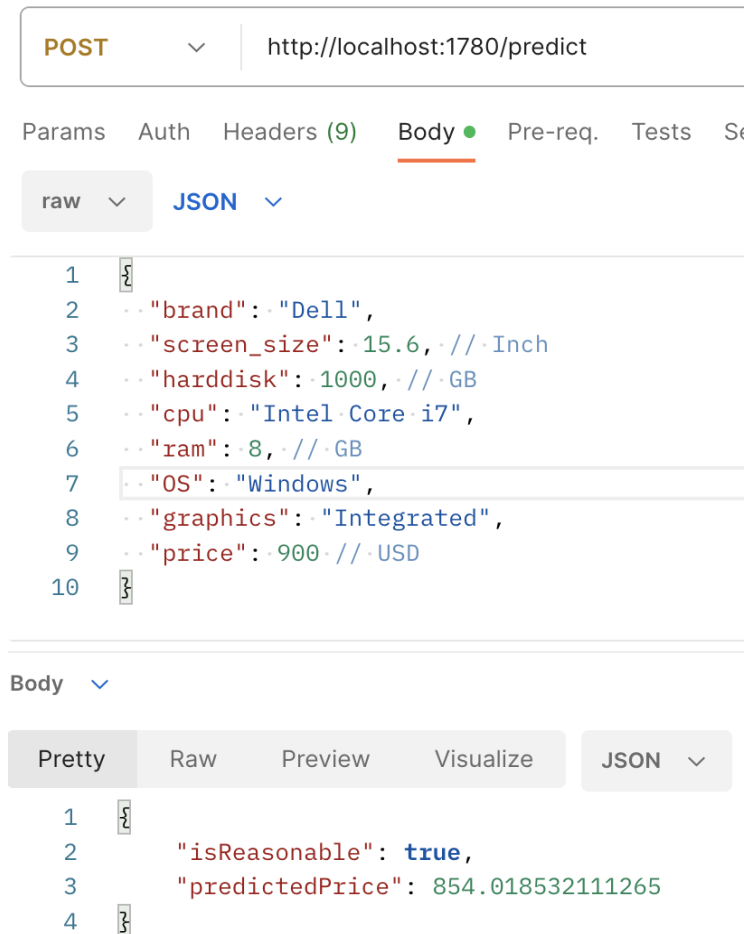 POST http://localhost:1780/predict
Params Auth Headers (9) Body Pre-req. Tests
raw JSON
1 {
2 "brand": "Dell",
3 "screen_size": 15.6, // Inch
4 "harddisk": 1000, // GB
5 "cpu": "Intel Core i7",
6 "ram": 8, // GB
7 "OS": "Windows",
8 "graphics": "Integrated",
9 "price": 900 // USD
10 }
Body
Pretty Raw Preview Visualize JSON
1 {
2 "isReasonable": true,
3 "predictedPrice": 854.018532111265
4 }